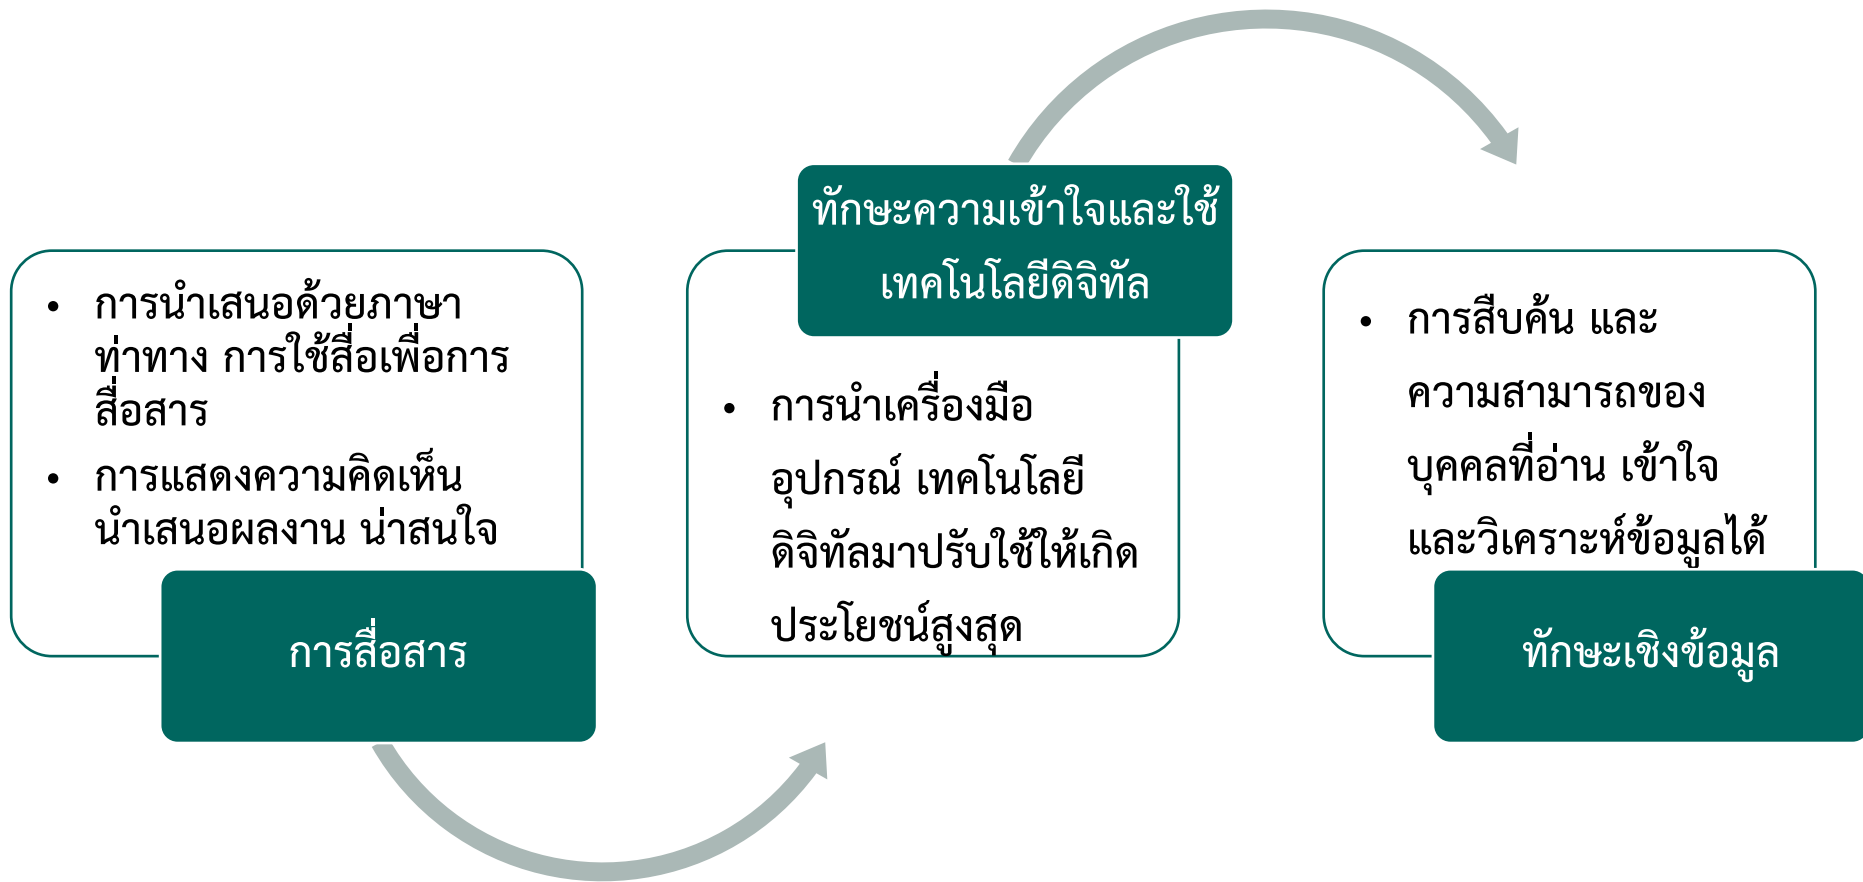 • การนำเสนอด้วยภาษา
ท่าทาง การใช้สื่อเพื่อการ
สื่อสาร
• การแสดงความคิดเห็น
นำเสนอผลงาน น่าสนใจ
การสื่อสาร
ทักษะความเข้าใจและใช้
เทคโนโลยีดิจิทัล
• การนำเครื่องมือ
อุปกรณ์ เทคโนโลยี
ดิจิทัลมาปรับใช้ให้เกิด
ประโยชน์สูงสุด
• การสืบค้น และ
ความสามารถของ
บุคคลที่อ่าน เข้าใจ
และวิเคราะห์ข้อมูลได้
ทักษะเชิงข้อมูล